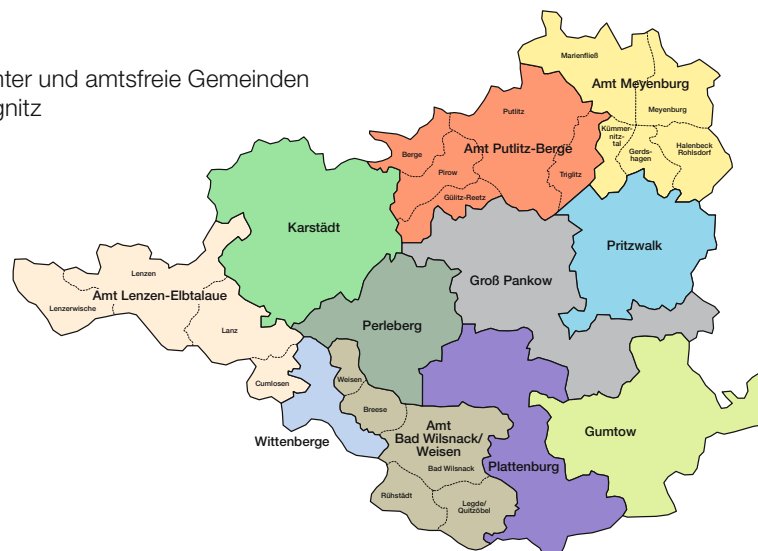 und amtsfreie Gemeinden
Marienfließ
Amt Meyenburg
Meyenburg
Putlitz
Kümmer-
nitz-
tal
Gerds-
hagen
Halenbeck
Rohlsdorf
Amt Putlitz-Berge
Berge
Pirow
Triglitz
Gülitz-Reetz
Karstädt
Pritzwalk
Groß Pankow
Lenzen
Amt Lenzen-Elbtalaue
Lenzerwische
Lanz
Perleberg
Cumlosen
Weisen
Breese
Wittenberge
Amt
Bad Wilsnack/
Weisen
Bad Wilsnack
Plattenburg
Gumtow
Rühstädt
Legde/
Quitzöbel